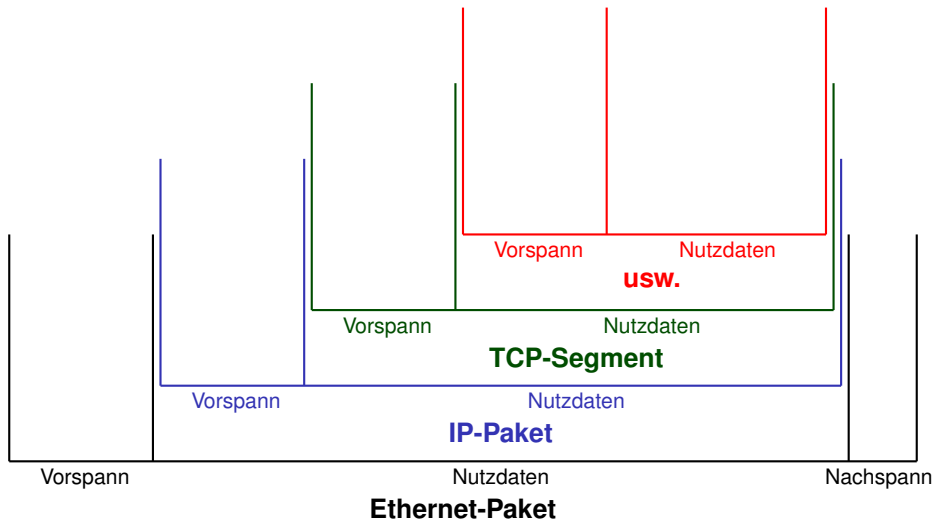 Vorspann Nutzdaten
usw.
Vorspann Nutzdaten
TCP-Segment
Vorspann Nutzdaten
IP-Paket
Vorspann Nutzdaten Nachspann
Ethernet-Paket